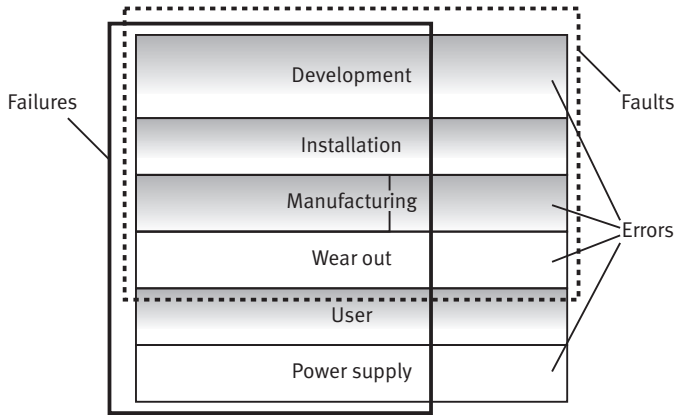 Development
Failures
Faults
Installation
Manufacturing
Errors
Wear out
User
Power supply